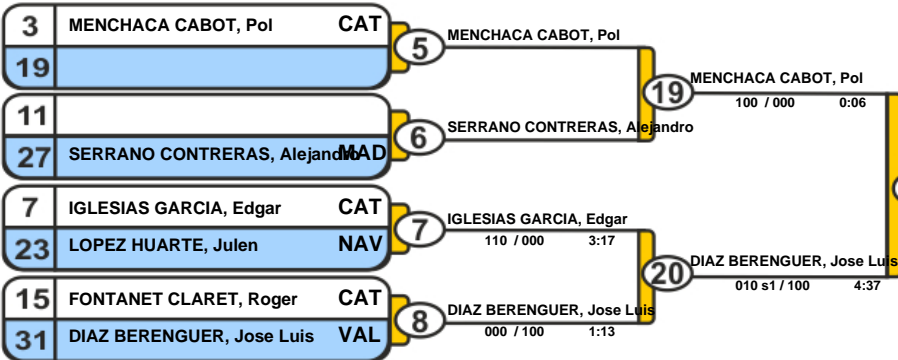 3 MENCHACA CABOT, Pol CAT
19
5 MENCHACA CABOT, Pol
11
27 SERRANO CONTRERAS, Alejandro MAD
6 SERRANO CONTRERAS, Alejandro
19 MENCHACA CABOT, Pol
100 / 000 0:06
7 IGLESIAS GARCIA, Edgar CAT
23 LOPEZ HUARTE, Julen NAV
7 IGLESIAS GARCIA, Edgar
110 / 000 3:17
15 FONTANET CLARET, Roger CAT
31 DIAZ BERENGUER, Jose Luis VAL
8 DIAZ BERENGUER, Jose Luis
000 / 100 1:13
20 DIAZ BERENGUER, Jose Luis
010 s1 / 100 4:37